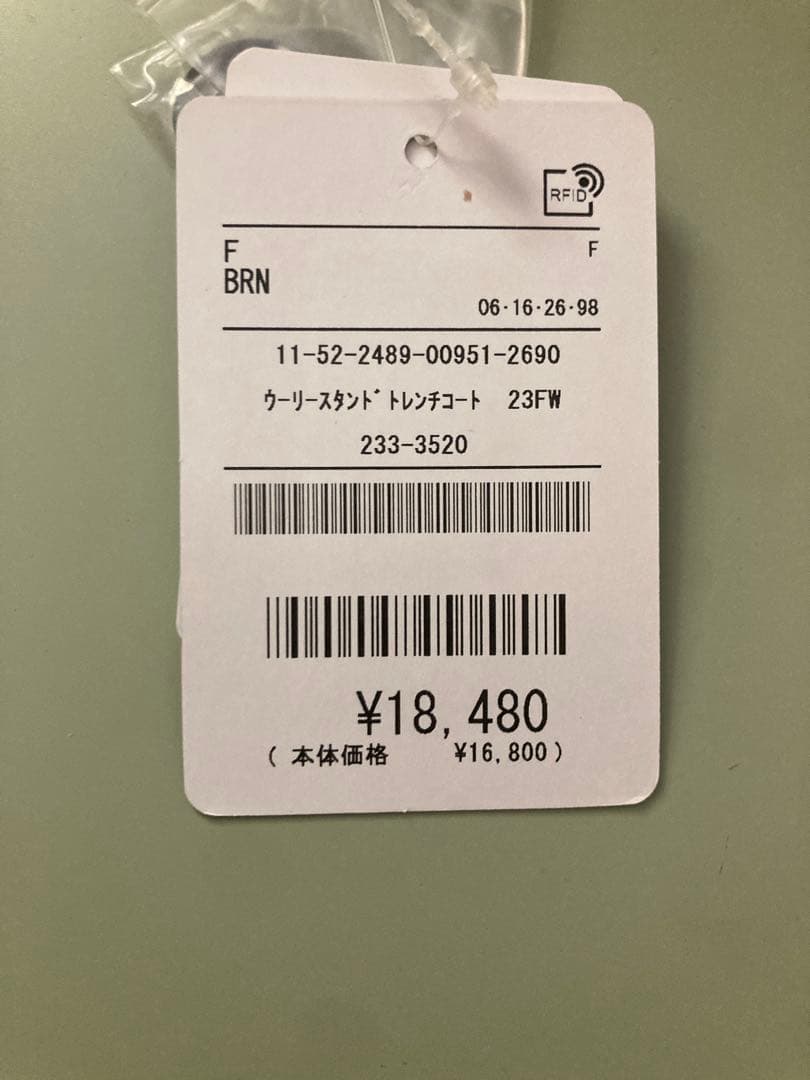 RFID
F F
BRN
06·16·26·98
11-52-2489-00951-2690
ｳｰﾘｰｽﾀﾝﾄﾞﾄﾚﾝﾁｺｰﾄ 23FW
233-3520
¥18,480
( 本体価格 ¥16,800 )